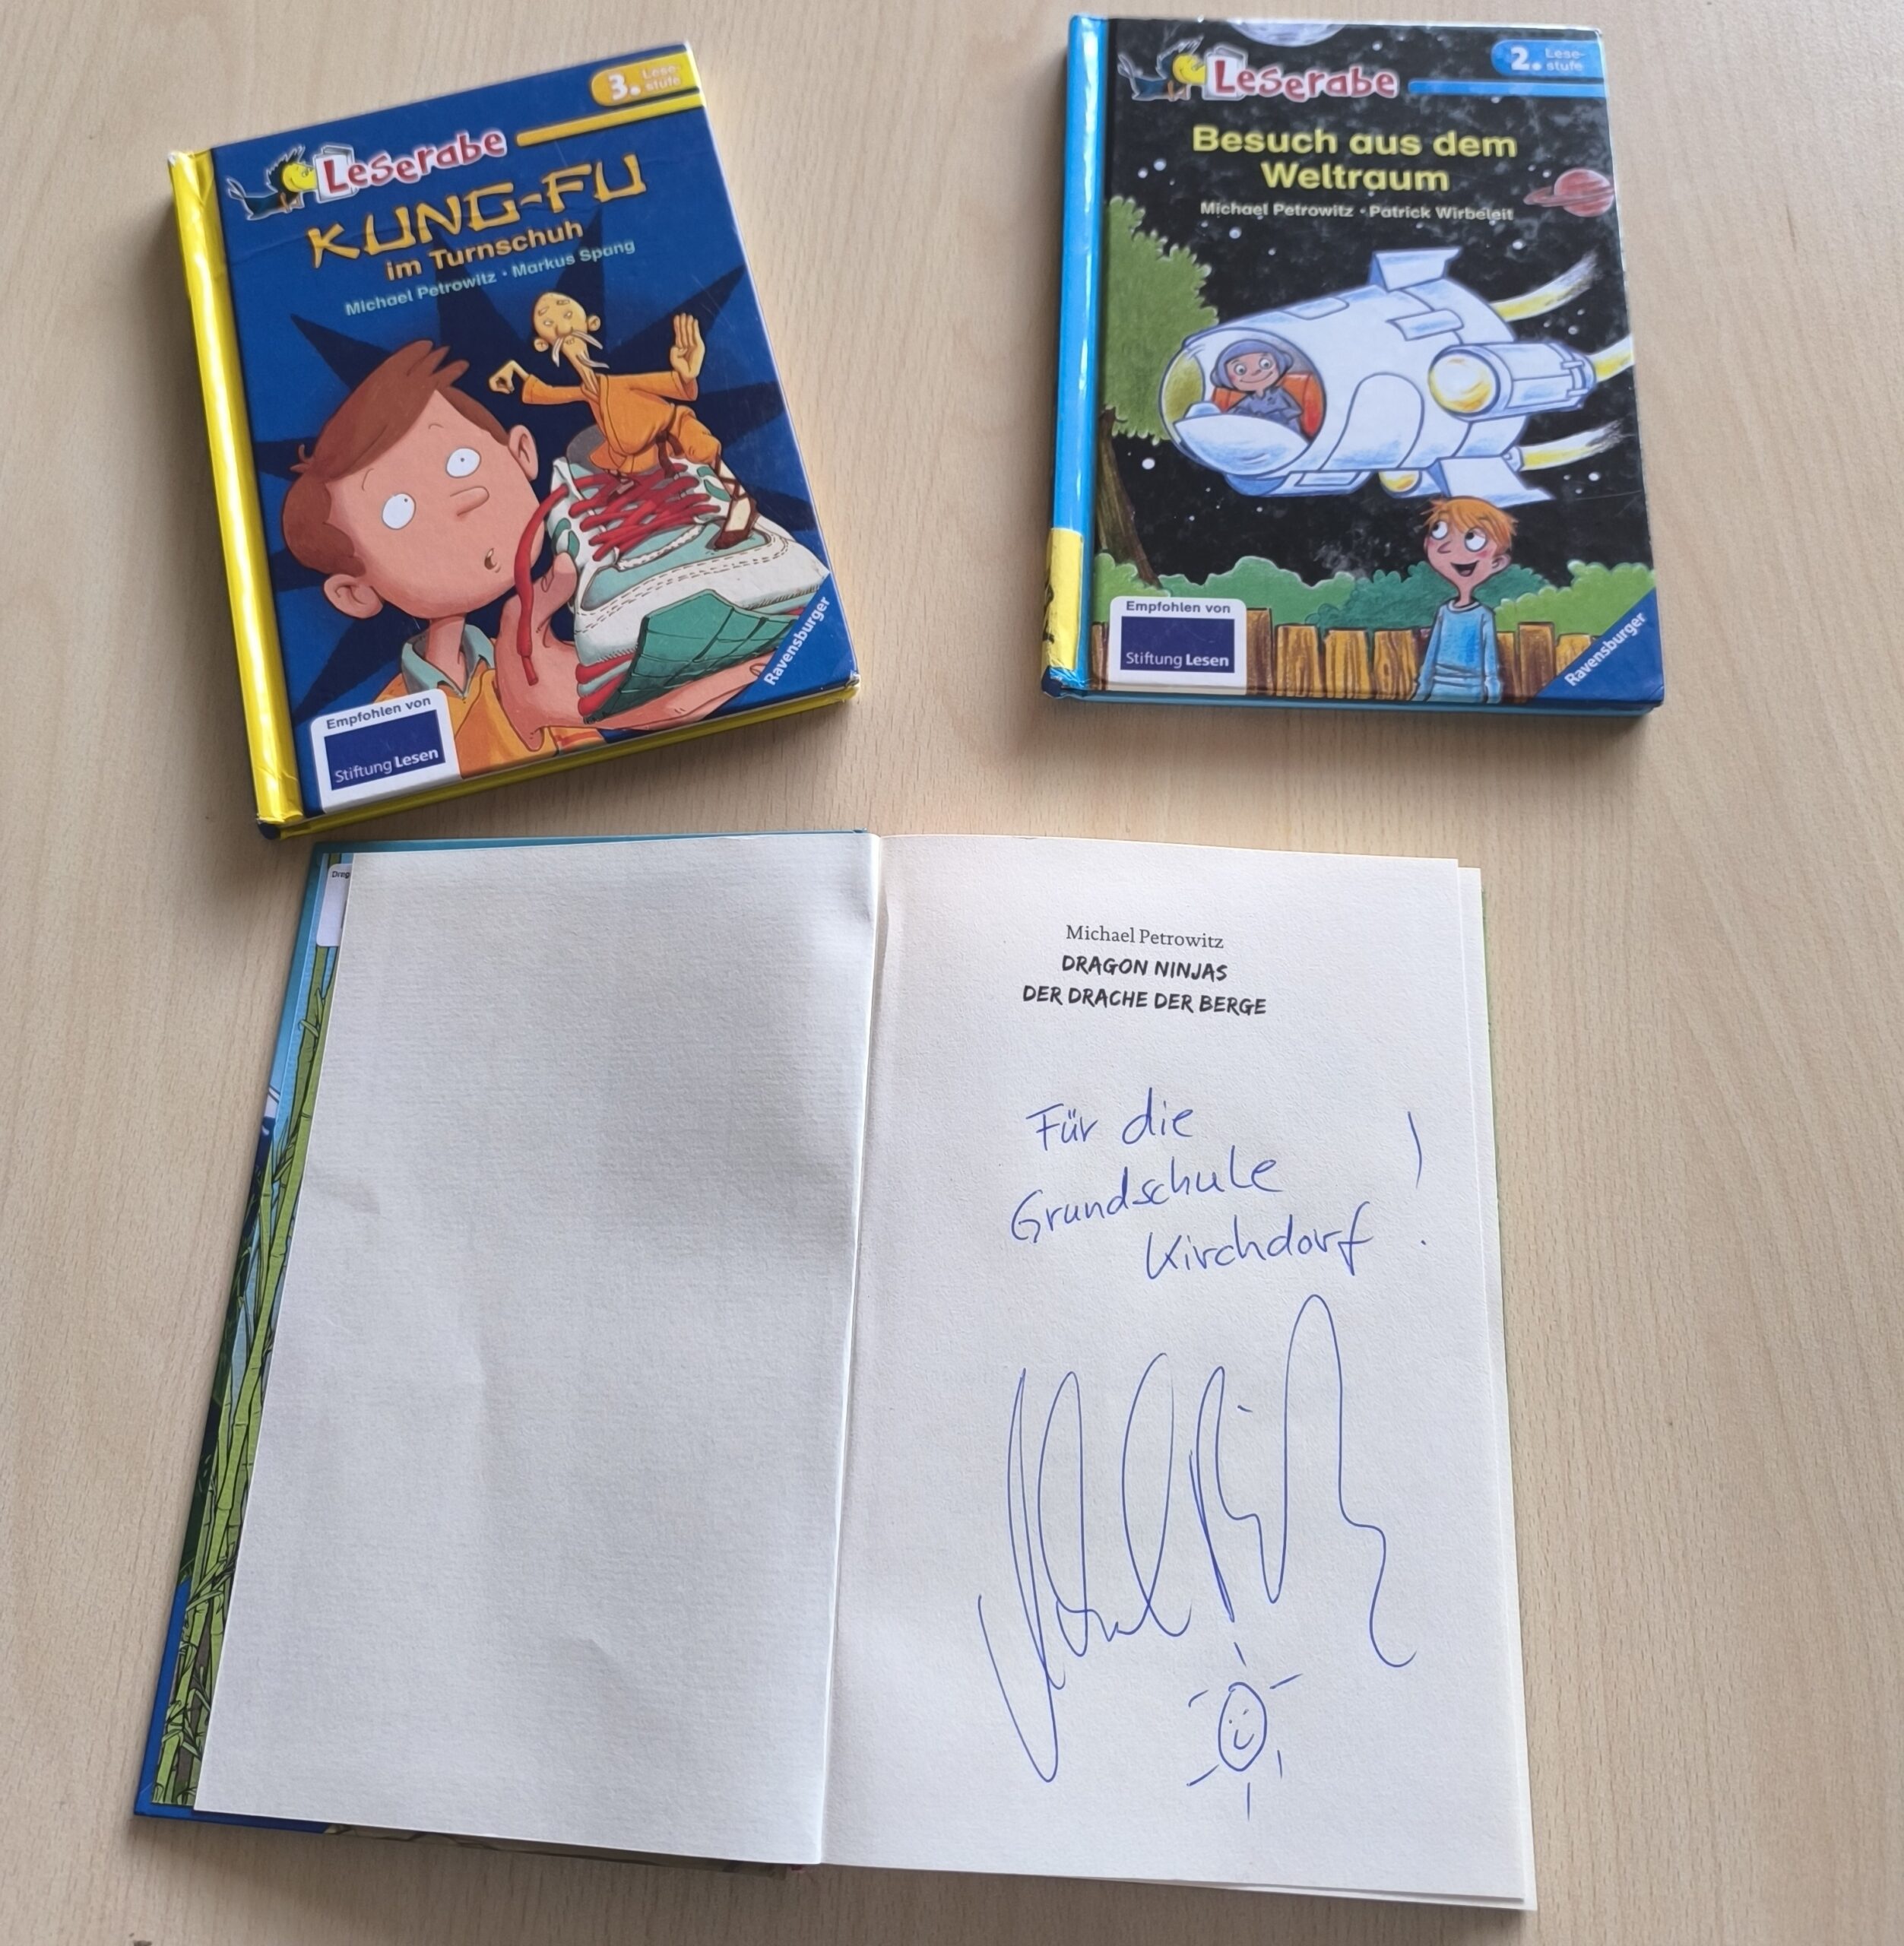 3. Lese-
stufe
Leserabe
KUNG-FU
im Turnschuh
Michael Petrowitz · Markus Spang
Empfohlen von
Stiftung Lesen
Ravensburger
2. Lese-
stufe
Leserabe
Besuch aus dem
Weltraum
Michael Petrowitz · Patrick Wirbeleit
Empfohlen von
Stiftung Lesen
Ravensburger
Michael Petrowitz
DRAGON NINJAS
DER DRACHE DER BERGE
Für die
Grundschule
Kirchdorf!